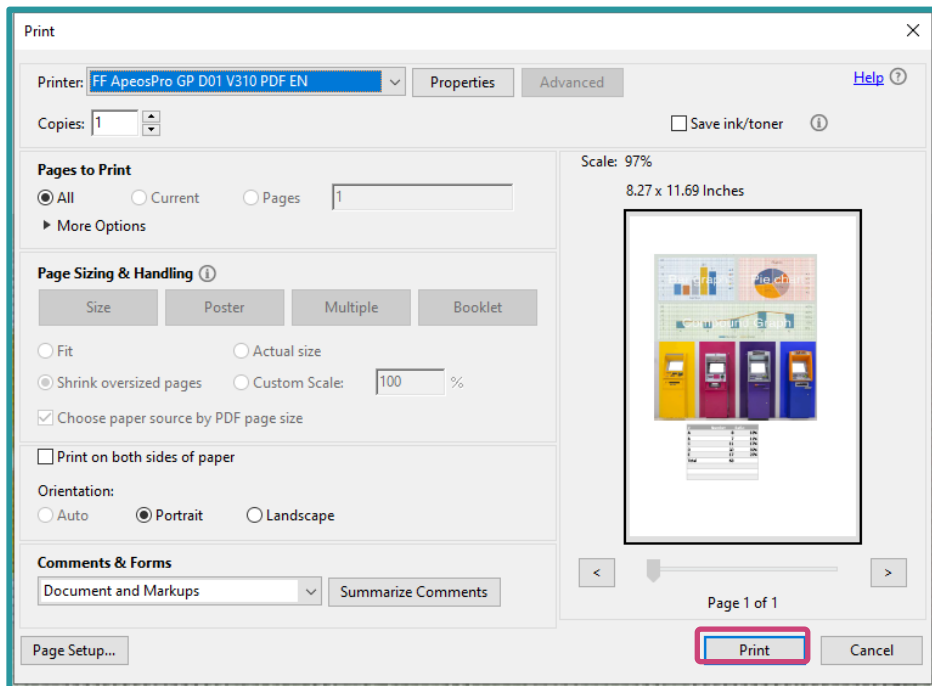 Print
Printer: FF ApeosPro GP D01 V310 PDF EN Properties Advanced Help
Copies: 1 Save ink/toner
Pages to Print
All Current Pages 1
More Options
Scale: 97%
8.27 x 11.69 Inches
Page Sizing & Handling
Size Poster Multiple Booklet
Fit Actual size
Shrink oversized pages Custom Scale: 100 %
Choose paper source by PDF page size
Pie chart
Compound Graph
Total
Print on both sides of paper
Orientation:
Auto Portrait Landscape
Comments & Forms
Document and Markups Summarize Comments
< >
Page 1 of 1
Page Setup... Print Cancel